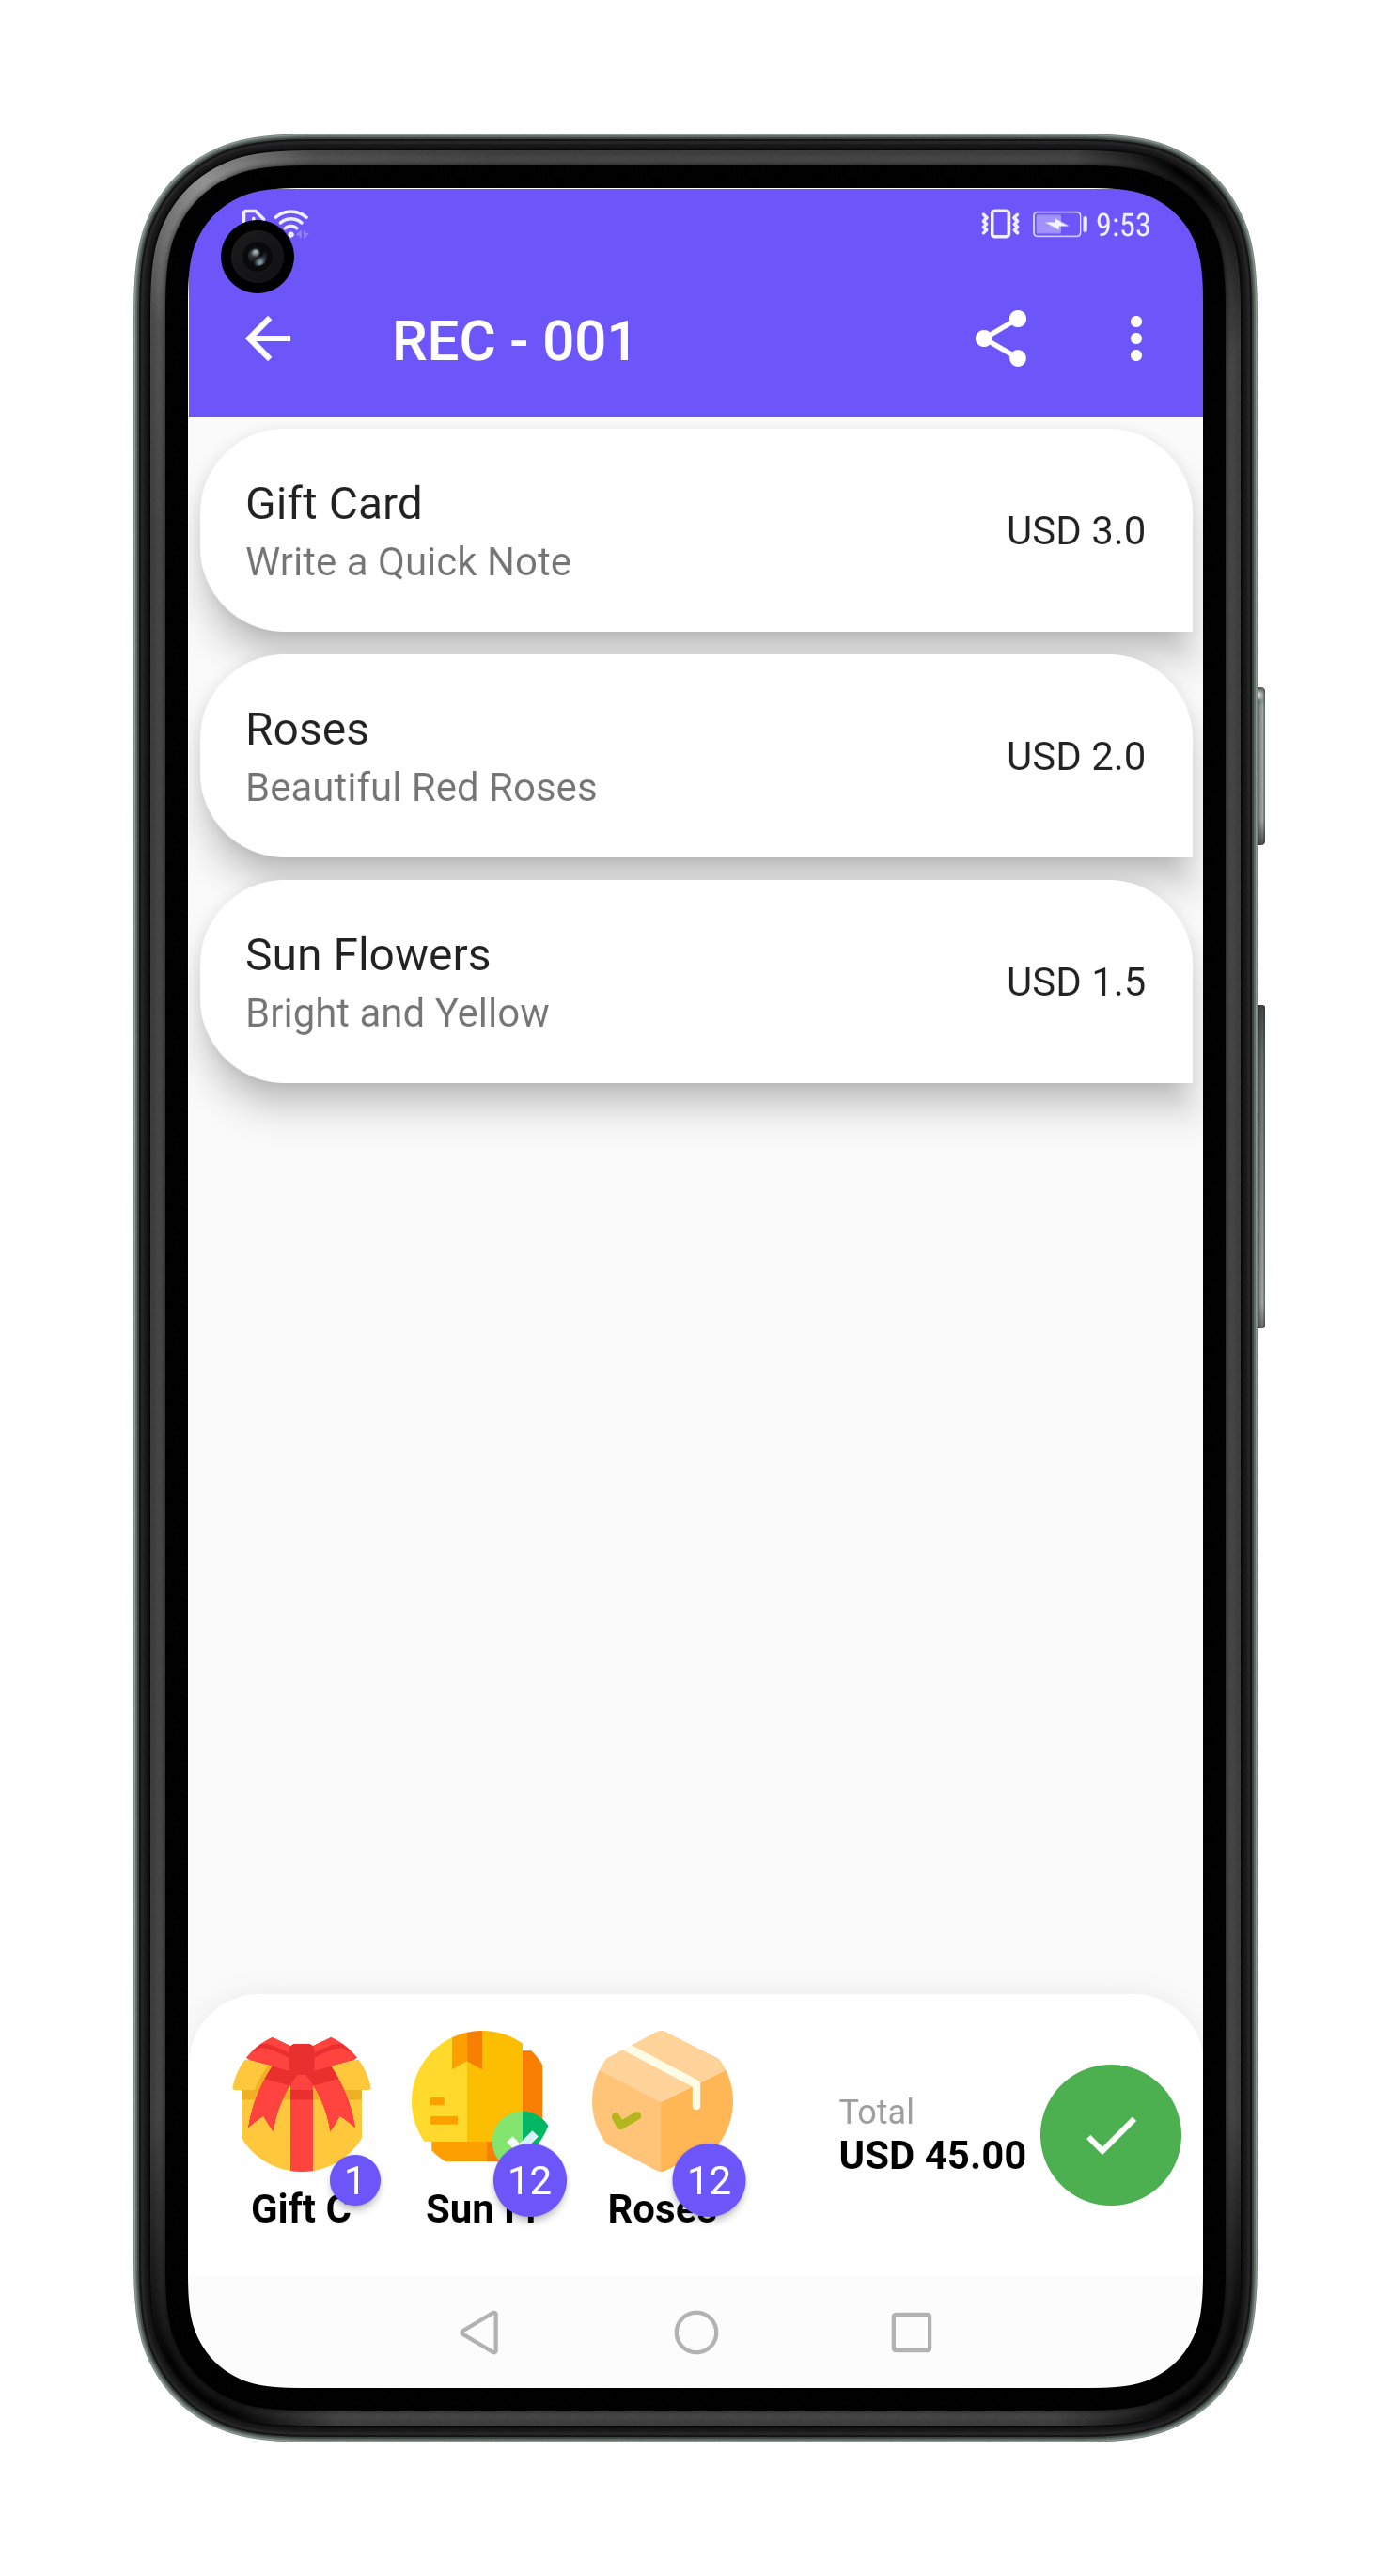 9:53
REC - 001
Gift Card
Write a Quick Note
USD 3.0
Roses
Beautiful Red Roses
USD 2.0
Sun Flowers
Bright and Yellow
USD 1.5
1
12
12
Gift C
Sun
Roses
Total
USD 45.00